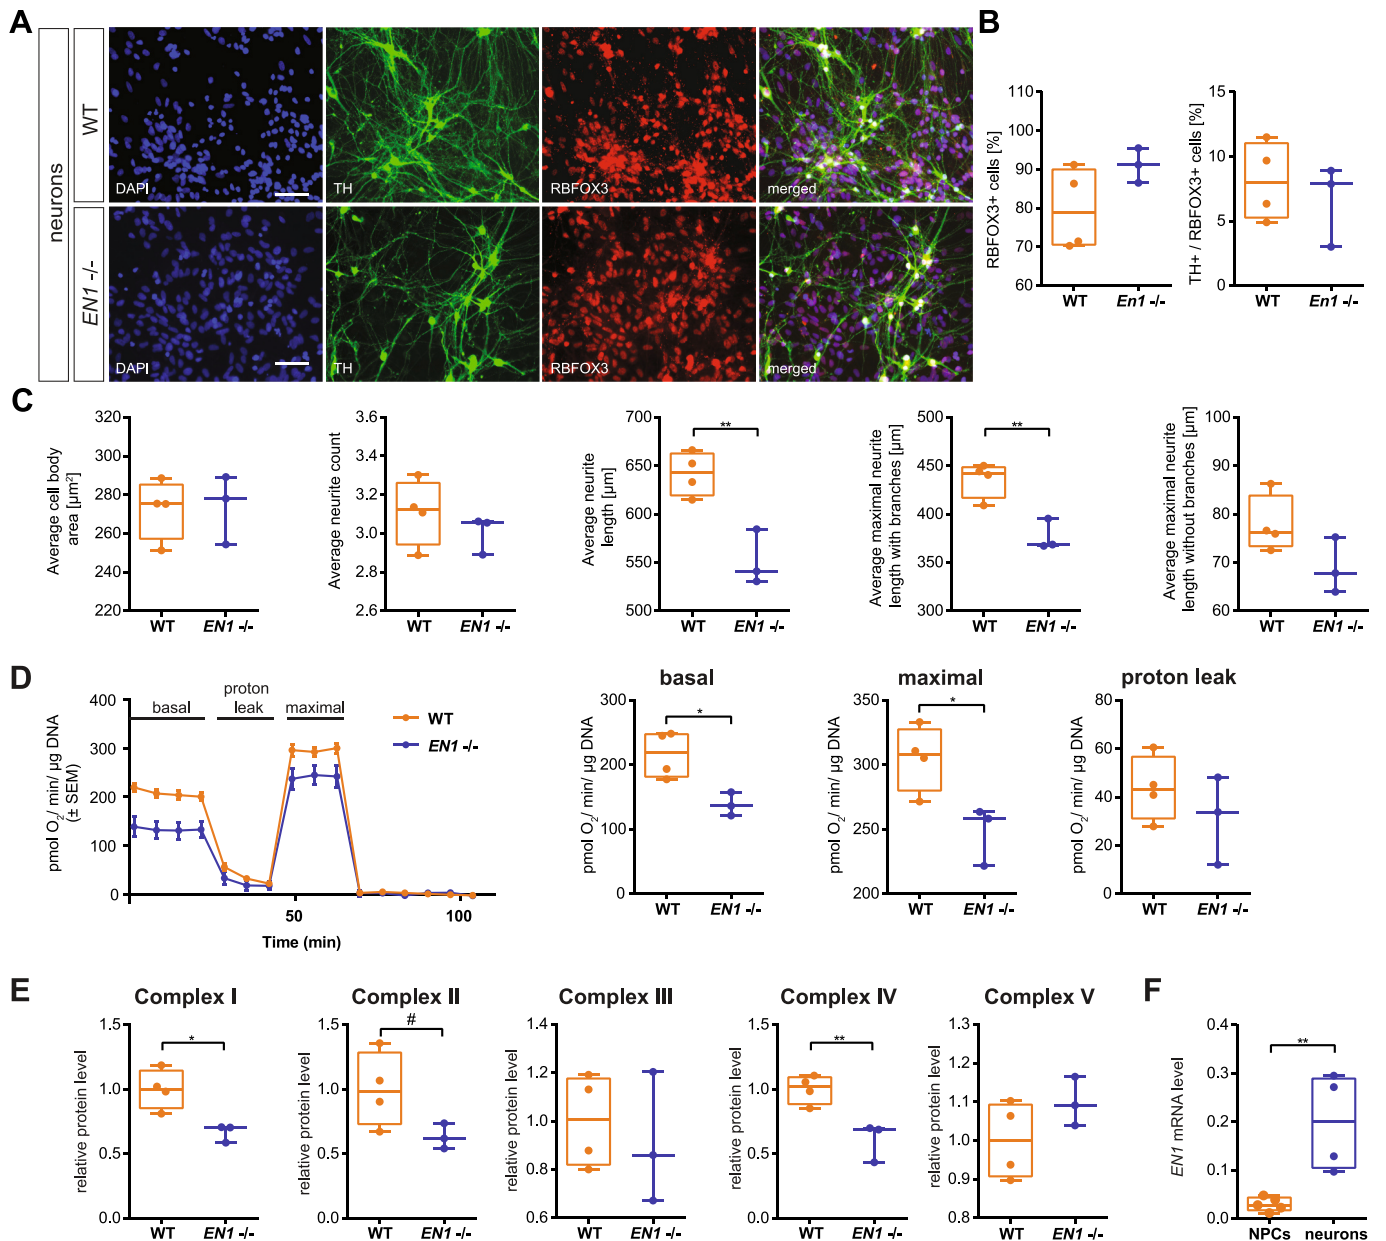 A
neurons
WT
EN1 -/-
DAPI
TH
RBFOX3
merged
DAPI
TH
RBFOX3
merged
B
RBFOX3+ cells [%]
110
100
90
80
70
60
WT
En1 -/-
TH+ / RBFOX3+ cells [%]
15
10
5
0
WT
En1 -/-
C
Average cell body
area [µm²]
320
300
280
260
240
220
WT
EN1 -/-
Average neurite count
3.6
3.4
3.2
3.0
2.8
2.6
WT
EN1 -/-
Average neurite
length [µm]
700
650
600
550
500
**
WT
EN1 -/-
Average maximal neurite
length with branches [µm]
500
450
400
350
300
**
WT
EN1 -/-
Average maximal neurite
length without branches [µm]
100
90
80
70
60
WT
EN1 -/-
D
pmol O₂/ min/ µg DNA
(± SEM)
400
300
200
100
0
basal
proton
leak
maximal
WT
EN1 -/-
50
100
Time (min)
basal
pmol O₂/ min/ µg DNA
300
200
100
0
*
WT
EN1 -/-
maximal
pmol O₂/ min/ µg DNA
350
300
250
200
*
WT
EN1 -/-
proton leak
pmol O₂/ min/ µg DNA
80
60
40
20
0
WT
EN1 -/-
E
Complex I
relative protein level
1.5
1.0
0.5
0.0
*
WT
EN1 -/-
Complex II
relative protein level
1.5
1.0
0.5
0.0
#
WT
EN1 -/-
Complex III
relative protein level
1.4
1.2
1.0
0.8
0.6
WT
EN1 -/-
Complex IV
relative protein level
1.5
1.0
0.5
0.0
**
WT
EN1 -/-
Complex V
relative protein level
1.3
1.2
1.1
1.0
0.9
0.8
WT
EN1 -/-
F
EN1 mRNA level
0.4
0.3
0.2
0.1
0.0
**
NPCs
neurons